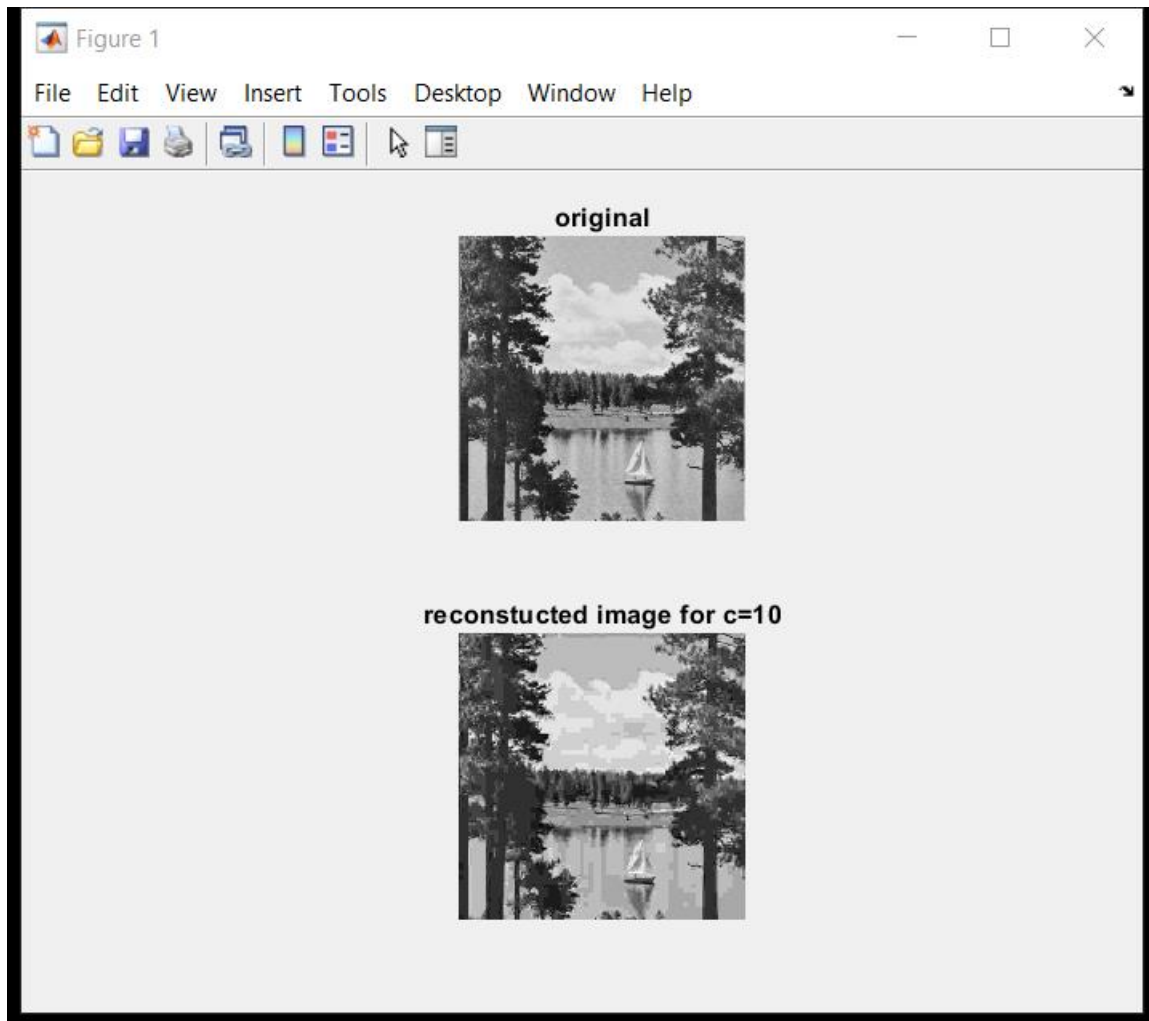 Figure 1
File Edit View Insert Tools Desktop Window Help
original
reconstucted image for c=10